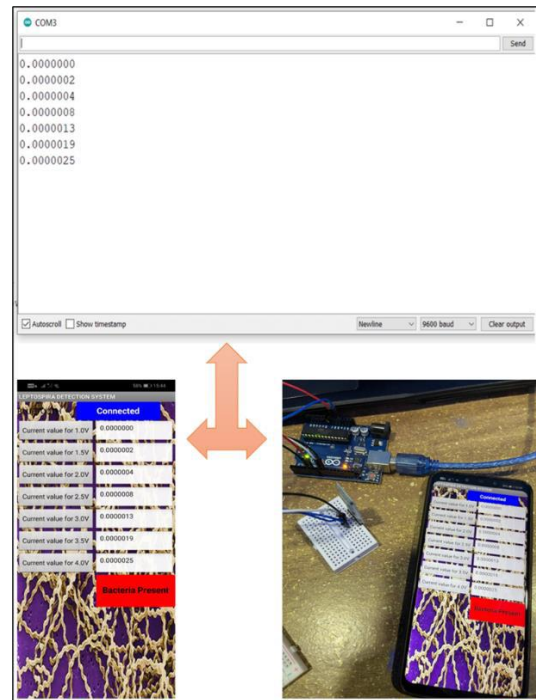 COM3
Send
0.0000000
0.0000002
0.0000004
0.0000008
0.0000013
0.0000019
0.0000025
Autoscroll Show timestamp
Newline 9600 baud Clear output
LEPTOSPIRA DETECTION SYSTEM
Connected
Current value for 1.0V 0.0000000
Current value for 1.5V 0.0000002
Current value for 2.0V 0.0000004
Current value for 2.5V 0.0000008
Current value for 3.0V 0.0000013
Current value for 3.5V 0.0000019
Current value for 4.0V 0.0000025
Bacteria Present
Connected
Bacteria Present